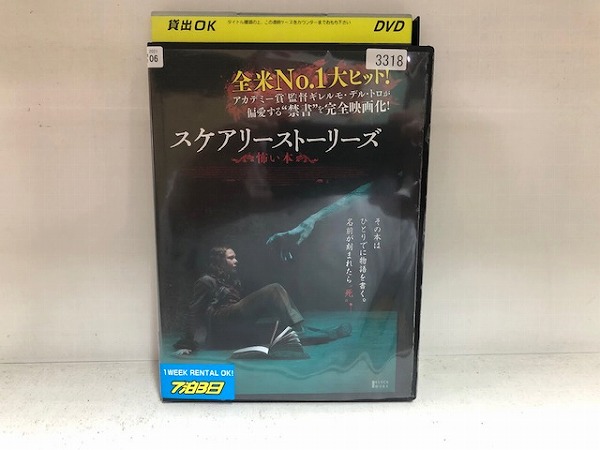 貸出OK
DVD
3318
全米No.1大ヒット!
アカデミー賞®監督ギレルモ・デル・トロが
偏愛する“禁書”を完全映画化!
スケアリーストーリーズ
怖い本
その本は
ひとりでに物語を書く。
名前が刻まれたら“死”。
1 WEEK RENTAL OK!
7泊8日